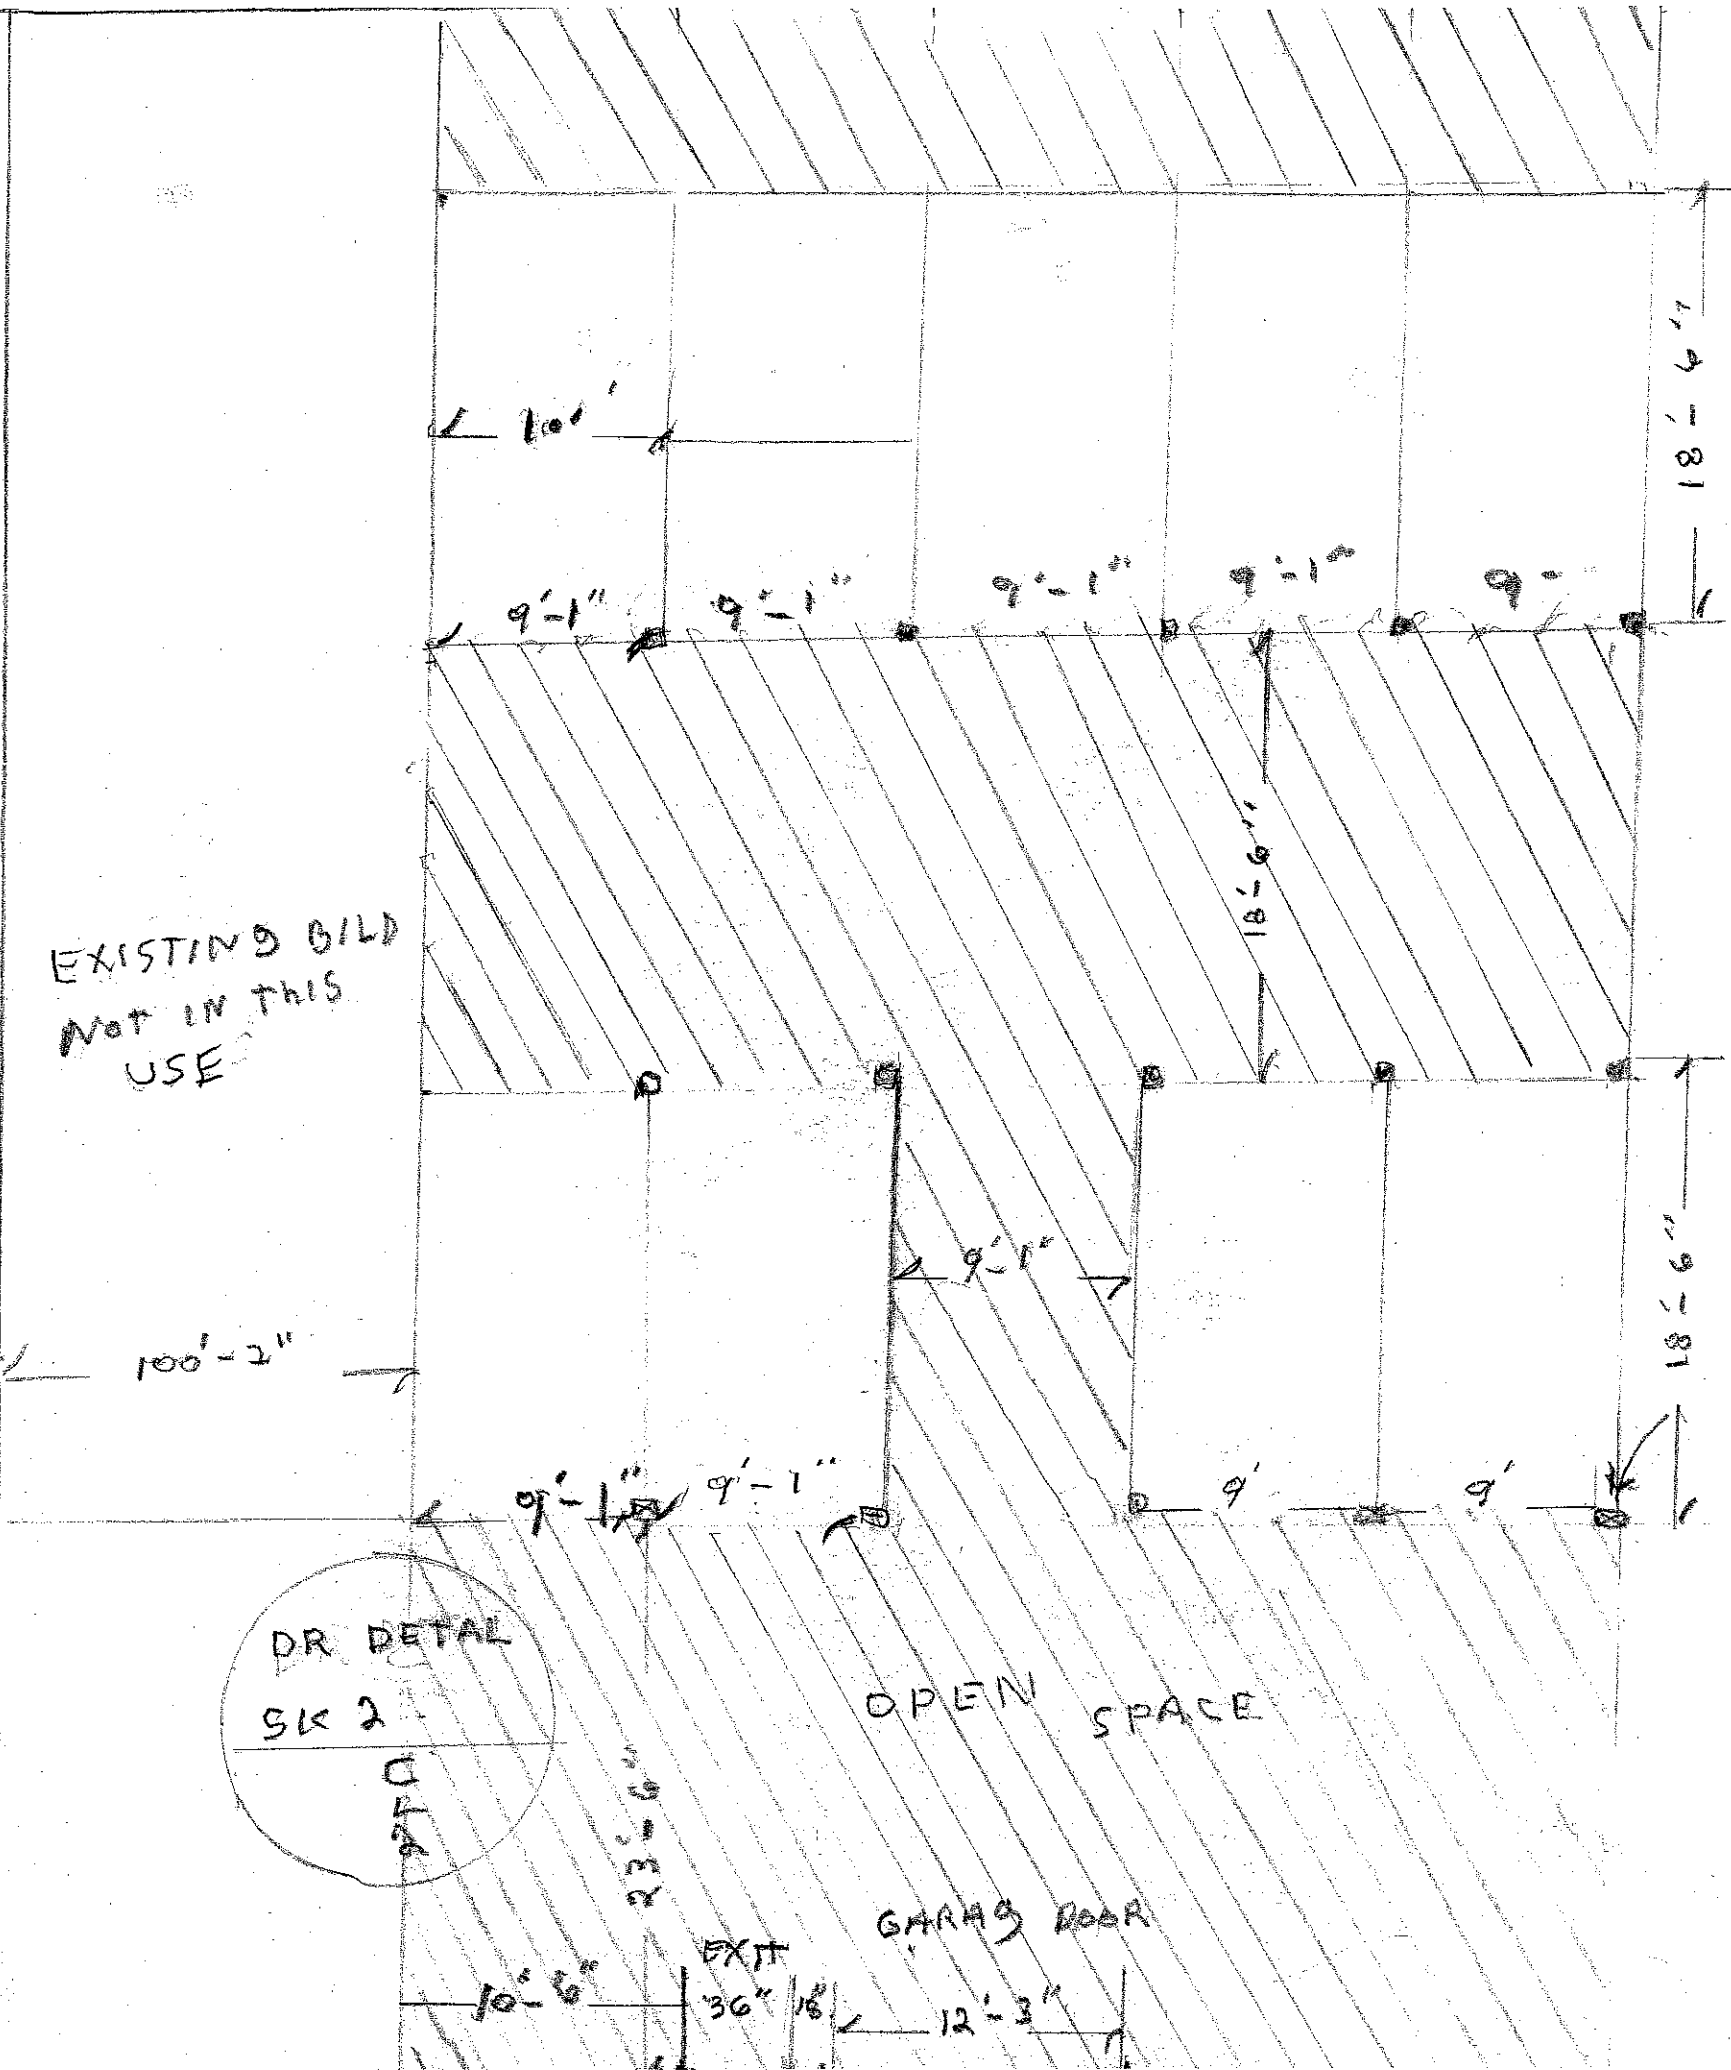 10'
18'-4"
9'-1" 9'-1" 9'-1" 9'-1" 9-
18'-6"
EXISTING BILD
NOT IN THIS
USE
9'-1"
18'-6"
100'-2"
9'-1" 9'-1" 9' 9'
DR DETAL
SK 2
OPEN SPACE
23'-6"
GARAG DOOR
EXIT
10'-6" 36" 18" 12'-3"